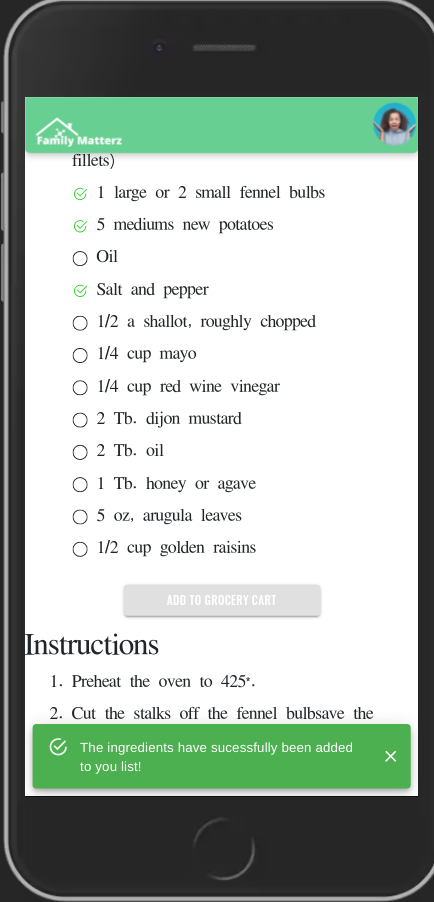 Family Matterz
fillets)
1 large or 2 small fennel bulbs
5 mediums new potatoes
Oil
Salt and pepper
1/2 a shallot, roughly chopped
1/4 cup mayo
1/4 cup red wine vinegar
2 Tb. dijon mustard
2 Tb. oil
1 Tb. honey or agave
5 oz, arugula leaves
1/2 cup golden raisins
ADD TO GROCERY CART
Instructions
1. Preheat the oven to 425*.
2. Cut the stalks off the fennel bulbsave the
The ingredients have sucessfully been added
to you list!